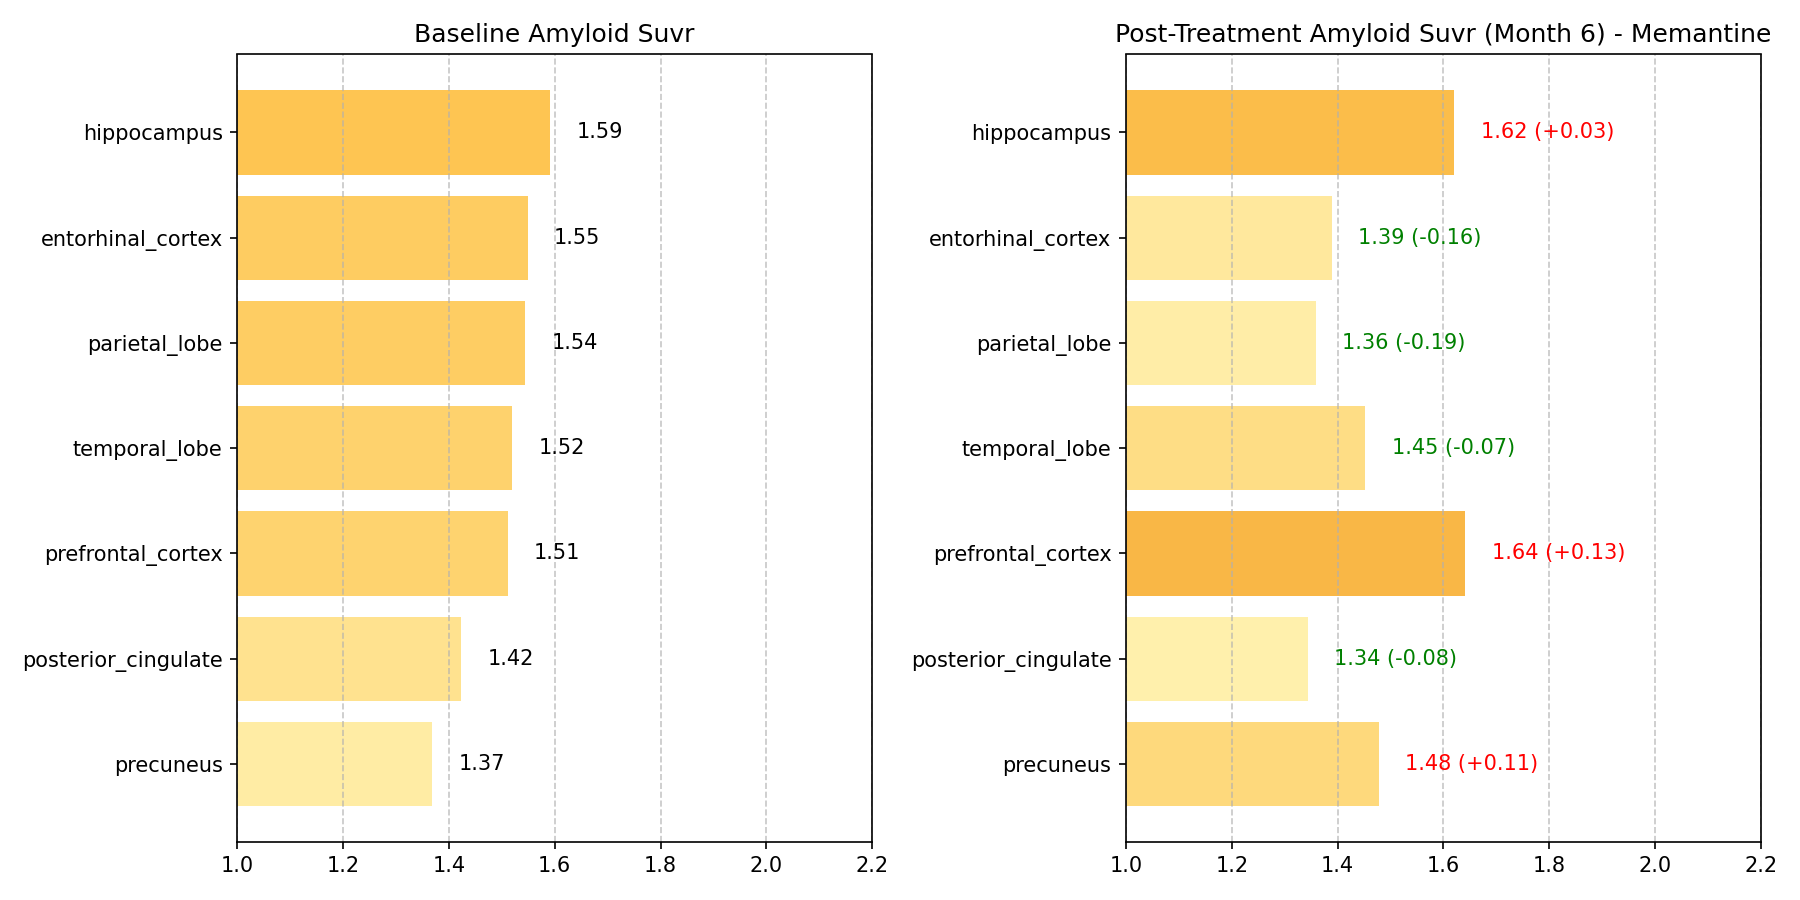 Baseline Amyloid Suvr
hippocampus 1.59
entorhinal_cortex 1.55
parietal_lobe 1.54
temporal_lobe 1.52
prefrontal_cortex 1.51
posterior_cingulate 1.42
precuneus 1.37
1.0 1.2 1.4 1.6 1.8 2.0 2.2
Post-Treatment Amyloid Suvr (Month 6) - Memantine
hippocampus 1.62 (+0.03)
entorhinal_cortex 1.39 (-0.16)
parietal_lobe 1.36 (-0.19)
temporal_lobe 1.45 (-0.07)
prefrontal_cortex 1.64 (+0.13)
posterior_cingulate 1.34 (-0.08)
precuneus 1.48 (+0.11)
1.0 1.2 1.4 1.6 1.8 2.0 2.2